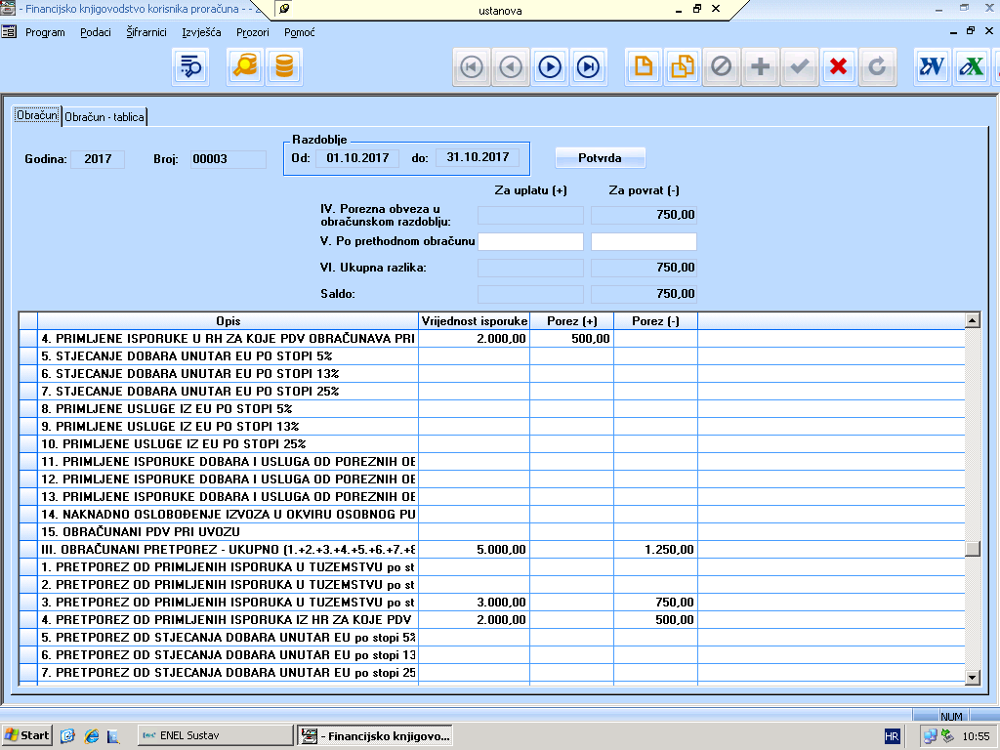 - Financijsko knjigovodstvo korisnika proračuna - -
ustanova
Program Podaci Šifrarnici Izvješća Prozori Pomoć
Obračun Obračun - tablica
Razdoblje
Godina: 2017 Broj: 00003 Od: 01.10.2017 do: 31.10.2017 Potvrda
Za uplatu (+) Za povrat (-)
IV. Porezna obveza u
obračunskom razdoblju: 750,00
V. Po prethodnom obračunu
VI. Ukupna razlika: 750,00
Saldo: 750,00
Opis Vrijednost isporuke Porez (+) Porez (-)
4. PRIMLJENE ISPORUKE U RH ZA KOJE PDV OBRAČUNAVA PRI 2.000,00 500,00
5. STJECANJE DOBARA UNUTAR EU PO STOPI 5%
6. STJECANJE DOBARA UNUTAR EU PO STOPI 13%
7. STJECANJE DOBARA UNUTAR EU PO STOPI 25%
8. PRIMLJENE USLUGE IZ EU PO STOPI 5%
9. PRIMLJENE USLUGE IZ EU PO STOPI 13%
10. PRIMLJENE USLUGE IZ EU PO STOPI 25%
11. PRIMLJENE ISPORUKE DOBARA I USLUGA OD POREZNIH OB
12. PRIMLJENE ISPORUKE DOBARA I USLUGA OD POREZNIH OB
13. PRIMLJENE ISPORUKE DOBARA I USLUGA OD POREZNIH OB
14. NAKNADNO OSLOBOĐENJE IZVOZA U OKVIRU OSOBNOG PU
15. OBRAČUNANI PDV PRI UVOZU
III. OBRAČUNANI PRETPOREZ - UKUPNO (1.+2.+3.+4.+5.+6.+7.+8 5.000,00 1.250,00
1. PRETPOREZ OD PRIMLJENIH ISPORUKA U TUZEMSTVU po st
2. PRETPOREZ OD PRIMLJENIH ISPORUKA U TUZEMSTVU po st
3. PRETPOREZ OD PRIMLJENIH ISPORUKA U TUZEMSTVU po st 3.000,00 750,00
4. PRETPOREZ OD PRIMLJENIH ISPORUKA IZ HR ZA KOJE PDV 2.000,00 500,00
5. PRETPOREZ OD STJECANJA DOBARA UNUTAR EU po stopi 5%
6. PRETPOREZ OD STJECANJA DOBARA UNUTAR EU po stopi 13
7. PRETPOREZ OD STJECANJA DOBARA UNUTAR EU po stopi 25
NUM
Start ENEL Sustav - Financijsko knjigovo... HR 10:55